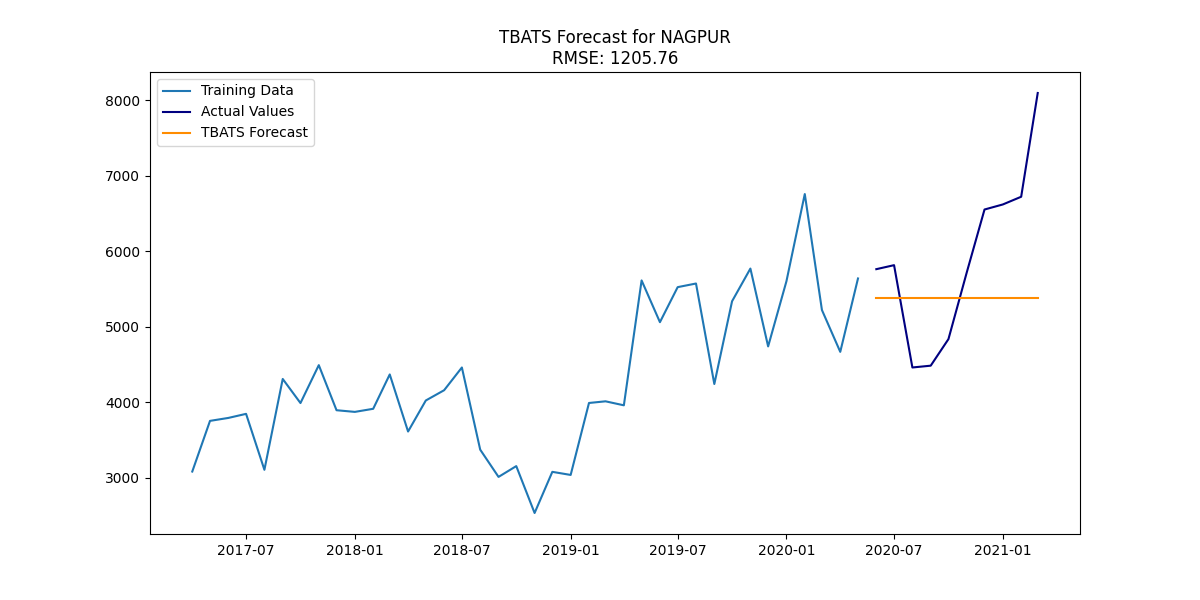 TBATS Forecast for NAGPUR
RMSE: 1205.76
Training Data
Actual Values
TBATS Forecast
8000
7000
6000
5000
4000
3000
2017-07
2018-01
2018-07
2019-01
2019-07
2020-01
2020-07
2021-01